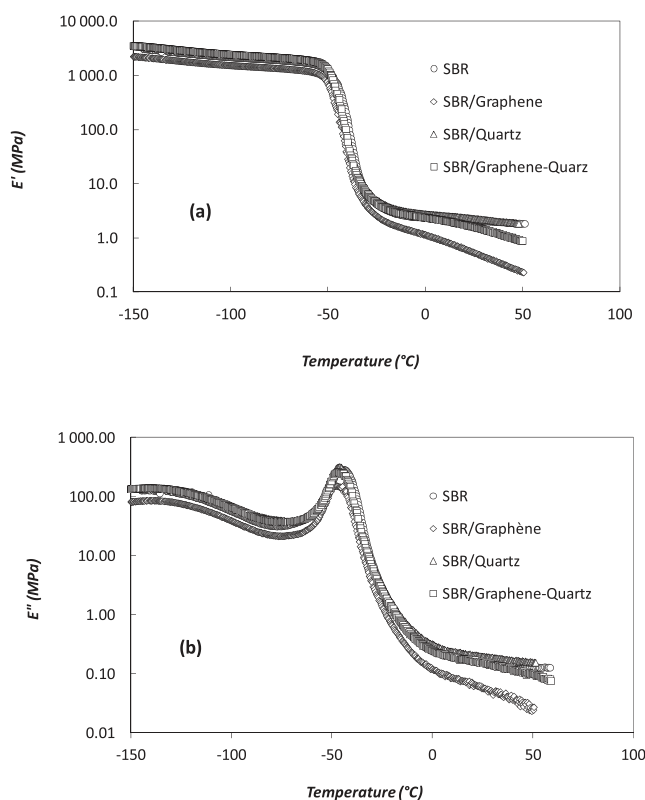 10 000.0
1 000.0
100.0
10.0
1.0
0.1
E' (MPa)
(a)
SBR
SBR/Graphene
SBR/Quartz
SBR/Graphene-Quarz
-150
-100
-50
0
50
100
Temperature (°C)
1 000.00
100.00
10.00
1.00
0.10
0.01
E" (MPa)
(b)
SBR
SBR/Graphène
SBR/Quartz
SBR/Graphene-Quartz
-150
-100
-50
0
50
100
Temperature (°C)